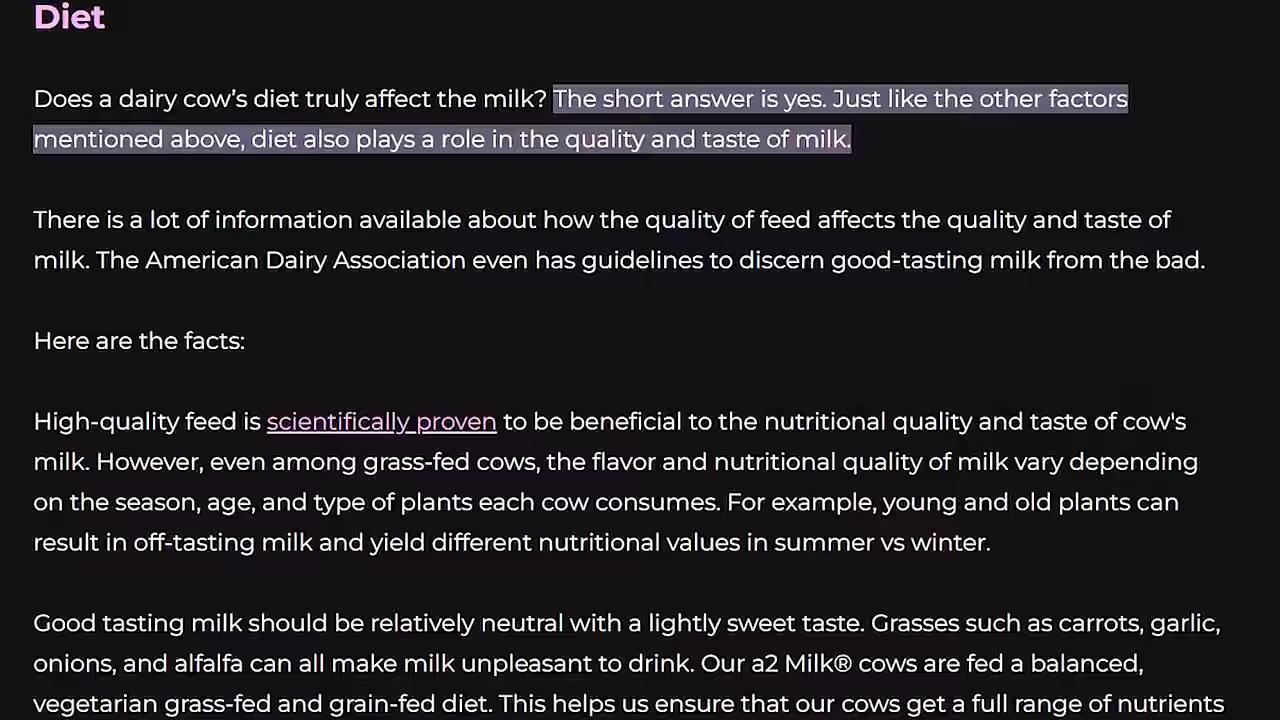 Diet
Does a dairy cow’s diet truly affect the milk? The short answer is yes. Just like the other factors
mentioned above, diet also plays a role in the quality and taste of milk.
There is a lot of information available about how the quality of feed affects the quality and taste of
milk. The American Dairy Association even has guidelines to discern good-tasting milk from the bad.
Here are the facts:
High-quality feed is scientifically proven to be beneficial to the nutritional quality and taste of cow's
milk. However, even among grass-fed cows, the flavor and nutritional quality of milk vary depending
on the season, age, and type of plants each cow consumes. For example, young and old plants can
result in off-tasting milk and yield different nutritional values in summer vs winter.
Good tasting milk should be relatively neutral with a lightly sweet taste. Grasses such as carrots, garlic,
onions, and alfalfa can all make milk unpleasant to drink. Our a2 Milk® cows are fed a balanced,
vegetarian grass-fed and grain-fed diet. This helps us ensure that our cows get a full range of nutrients